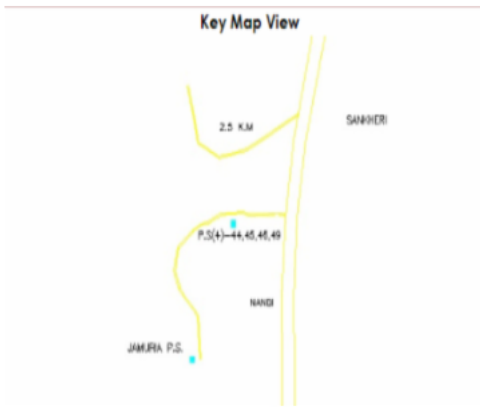 Key Map View
2.5 K.M
SANKHERI
P.S(4)-44,45,46,49
NANDI
JAMURIA P.S.